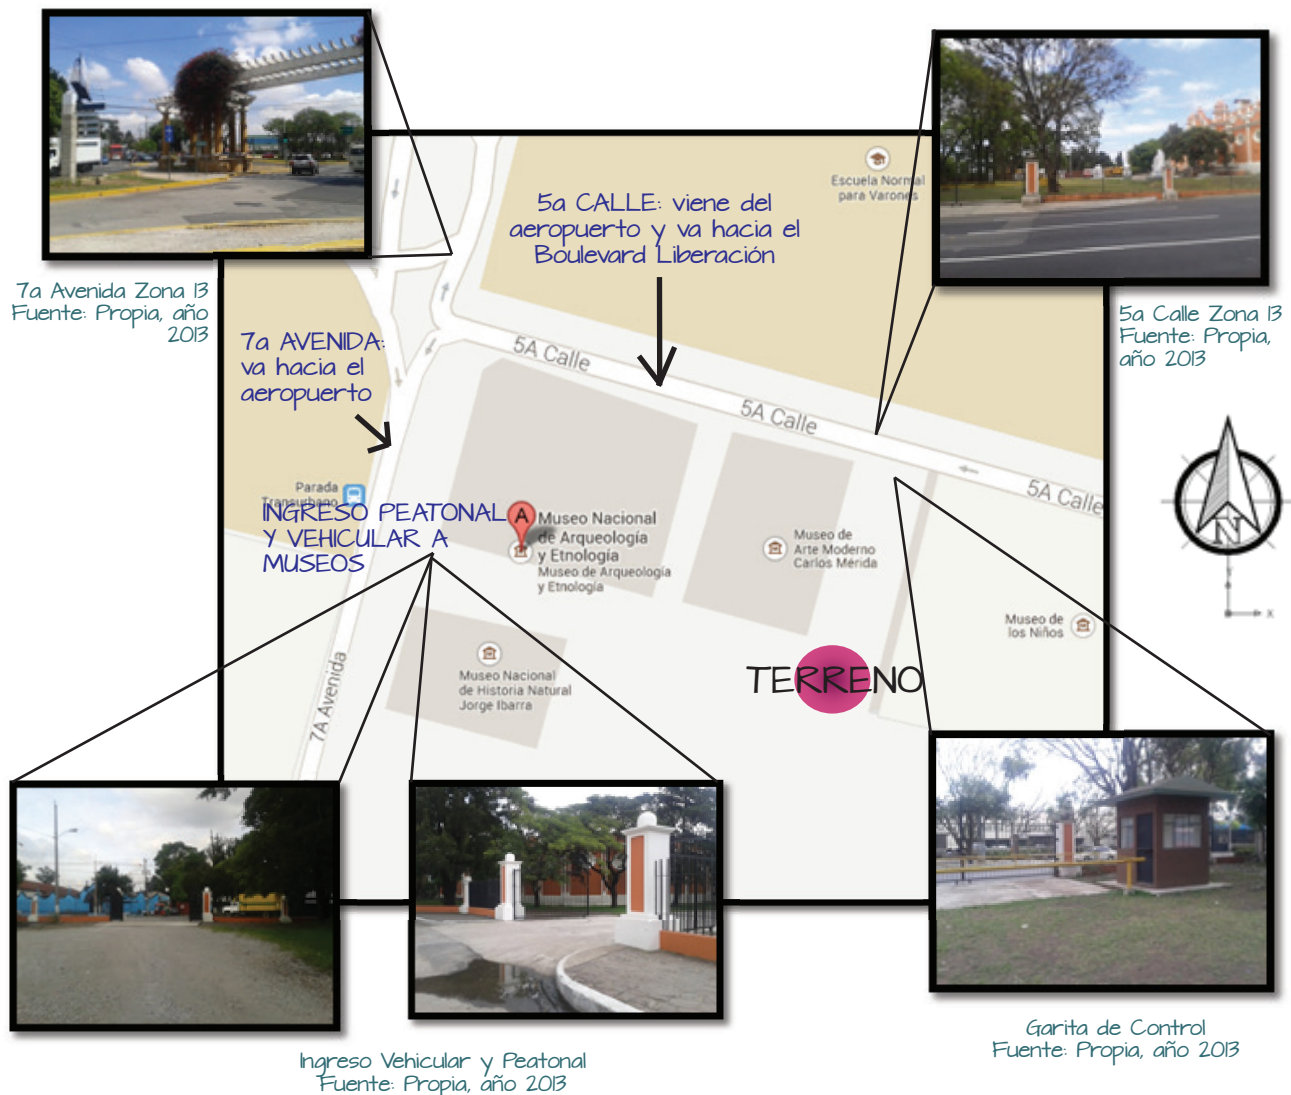 Escuela Normal
para Varones
5a CALLE: viene del
aeropuerto y va hacia el
Boulevard Liberación
7a Avenida Zona 13
Fuente: Propia, año
2013
5a Calle Zona 13
Fuente: Propia,
año 2013
7a AVENIDA:
va hacia el
aeropuerto
5A Calle
5A Calle
5A Calle
Parada
Transurbano
INGRESO PEATONAL
Y VEHICULAR A
MUSEOS
A
Museo Nacional
de Arqueología
y Etnología
Museo de Arqueología
y Etnología
Museo de
Arte Moderno
Carlos Mérida
N
Y
X
Museo de
los Niños
Museo Nacional
de Historia Natural
Jorge Ibarra
TERRENO
7A Avenida
Garita de Control
Fuente: Propia, año 2013
Ingreso Vehicular y Peatonal
Fuente: Propia, año 2013